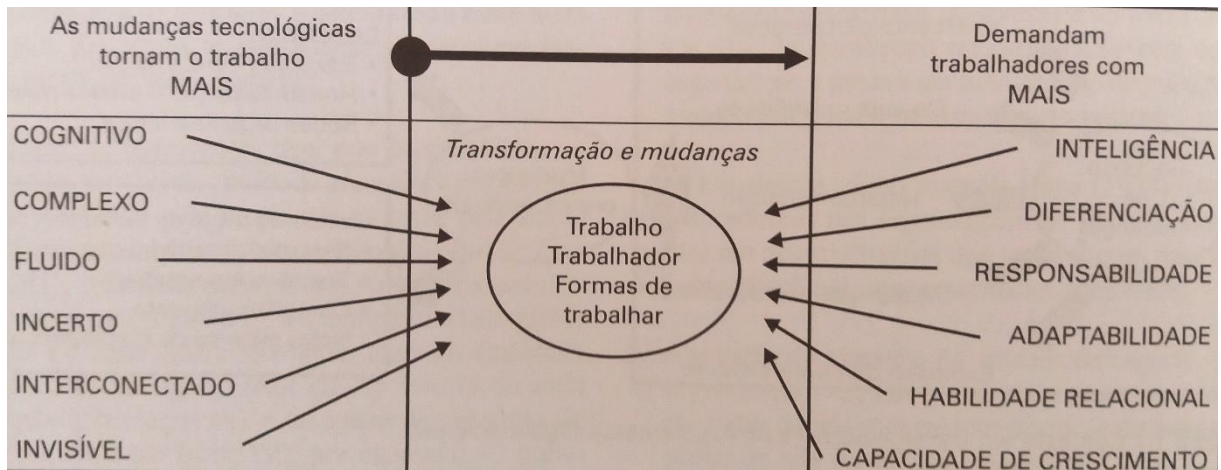 As mudanças tecnológicas
tornam o trabalho
MAIS
Demandam
trabalhadores com
MAIS
COGNITIVO
COMPLEXO
FLUIDO
INCERTO
INTERCONECTADO
INVISÍVEL
Transformação e mudanças
Trabalho
Trabalhador
Formas de
trabalhar
INTELIGÊNCIA
DIFERENCIAÇÃO
RESPONSABILIDADE
ADAPTABILIDADE
HABILIDADE RELACIONAL
CAPACIDADE DE CRESCIMENTO